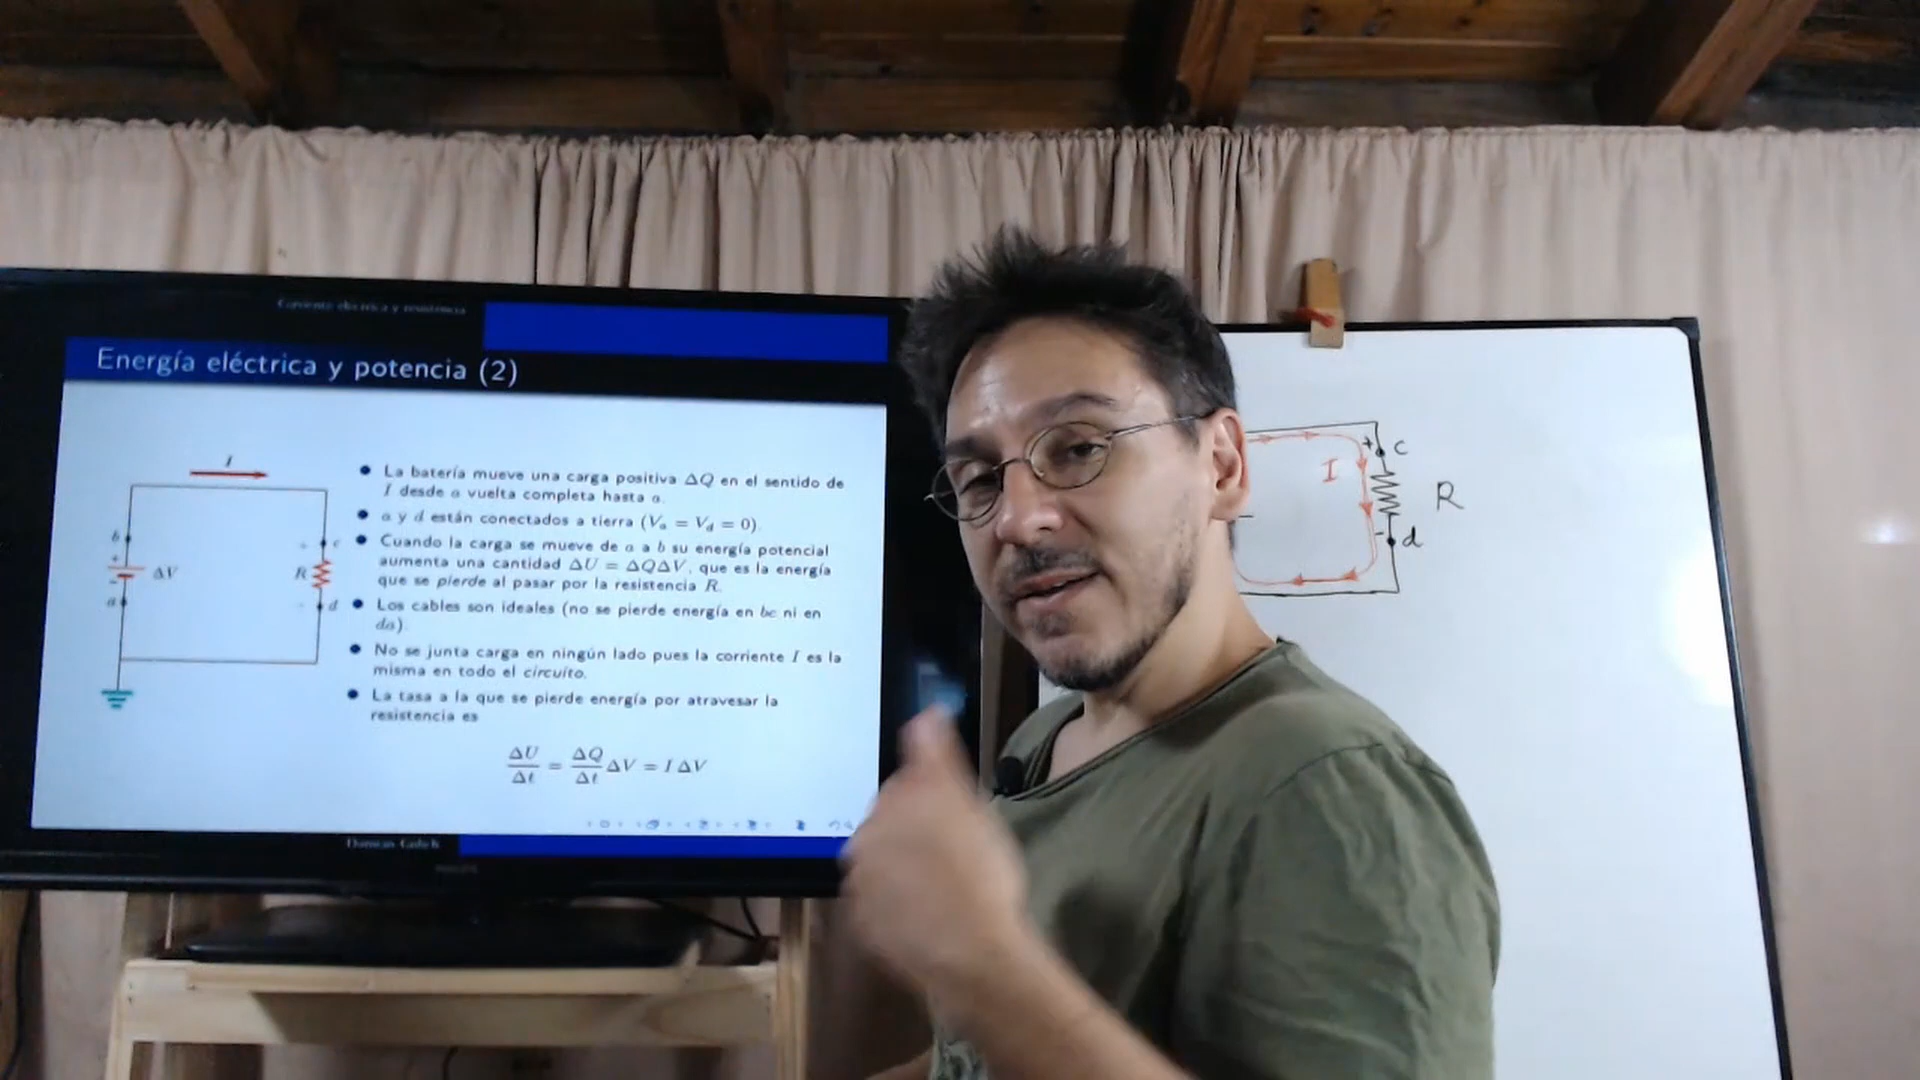 Corriente eléctrica y resistencia
Energía eléctrica y potencia (2)
I
b
+
-
ΔV
a
+
c
R
-
d
La batería mueve una carga positiva ΔQ en el sentido de
I desde a vuelta completa hasta a.
a y d están conectados a tierra (Va = Vd = 0).
Cuando la carga se mueve de a a b su energía potencial
aumenta una cantidad ΔU = ΔQΔV, que es la energía
que se pierde al pasar por la resistencia R.
Los cables son ideales (no se pierde energía en bc ni en
da)
No se junta carga en ningún lado pues la corriente I es la
misma en todo el circuito.
La tasa a la que se pierde energía por atravesar la
resistencia es
ΔU/Δt = ΔQ/Δt ΔV = I ΔV
+ c
I
R
- d